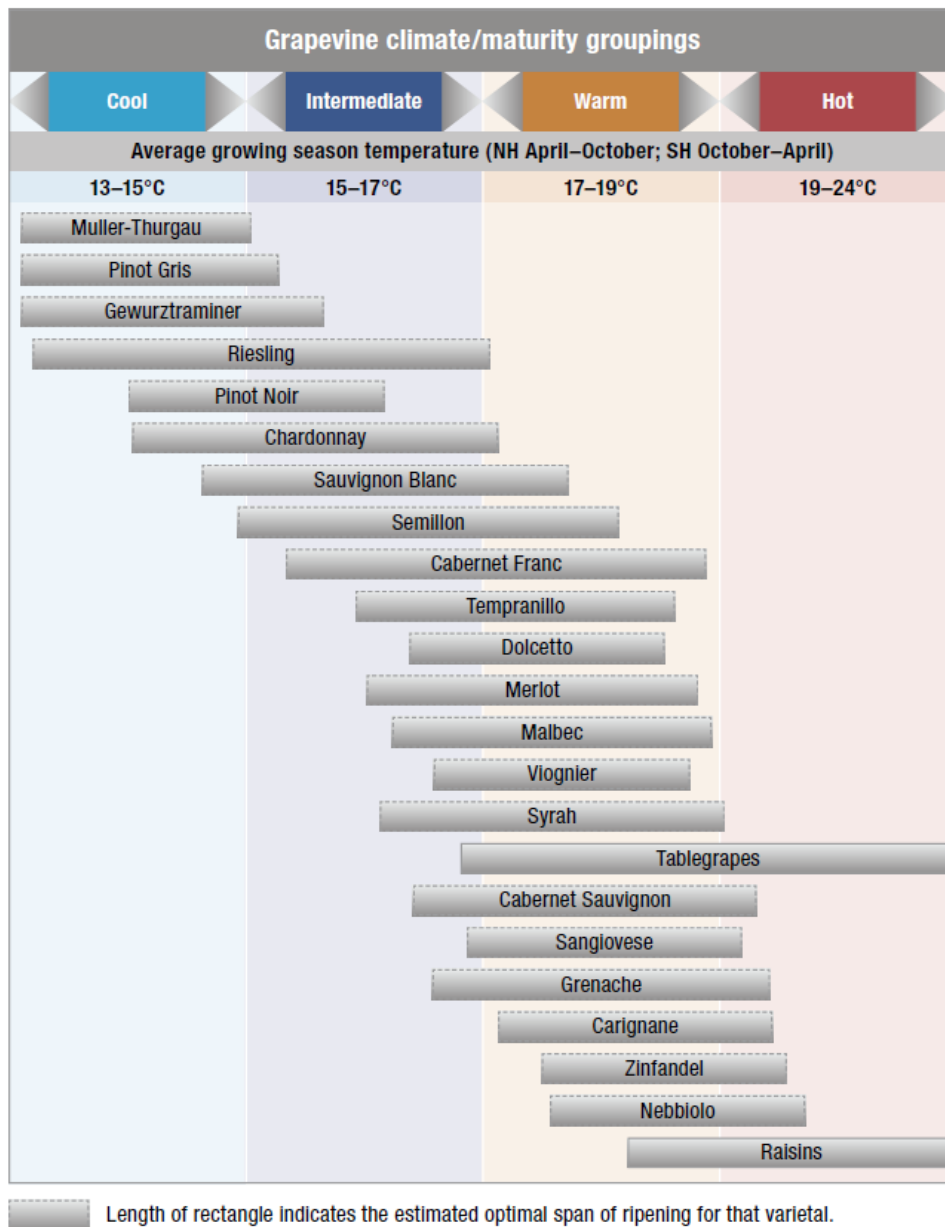 Grapevine climate/maturity groupings
Cool Intermediate Warm Hot
Average growing season temperature (NH April–October; SH October–April)
13–15°C 15–17°C 17–19°C 19–24°C
Muller-Thurgau
Pinot Gris
Gewurztraminer
Riesling
Pinot Noir
Chardonnay
Sauvignon Blanc
Semillon
Cabernet Franc
Tempranillo
Dolcetto
Merlot
Malbec
Viognier
Syrah
Tablegrapes
Cabernet Sauvignon
Sangiovese
Grenache
Carignane
Zinfandel
Nebbiolo
Raisins
Length of rectangle indicates the estimated optimal span of ripening for that varietal.